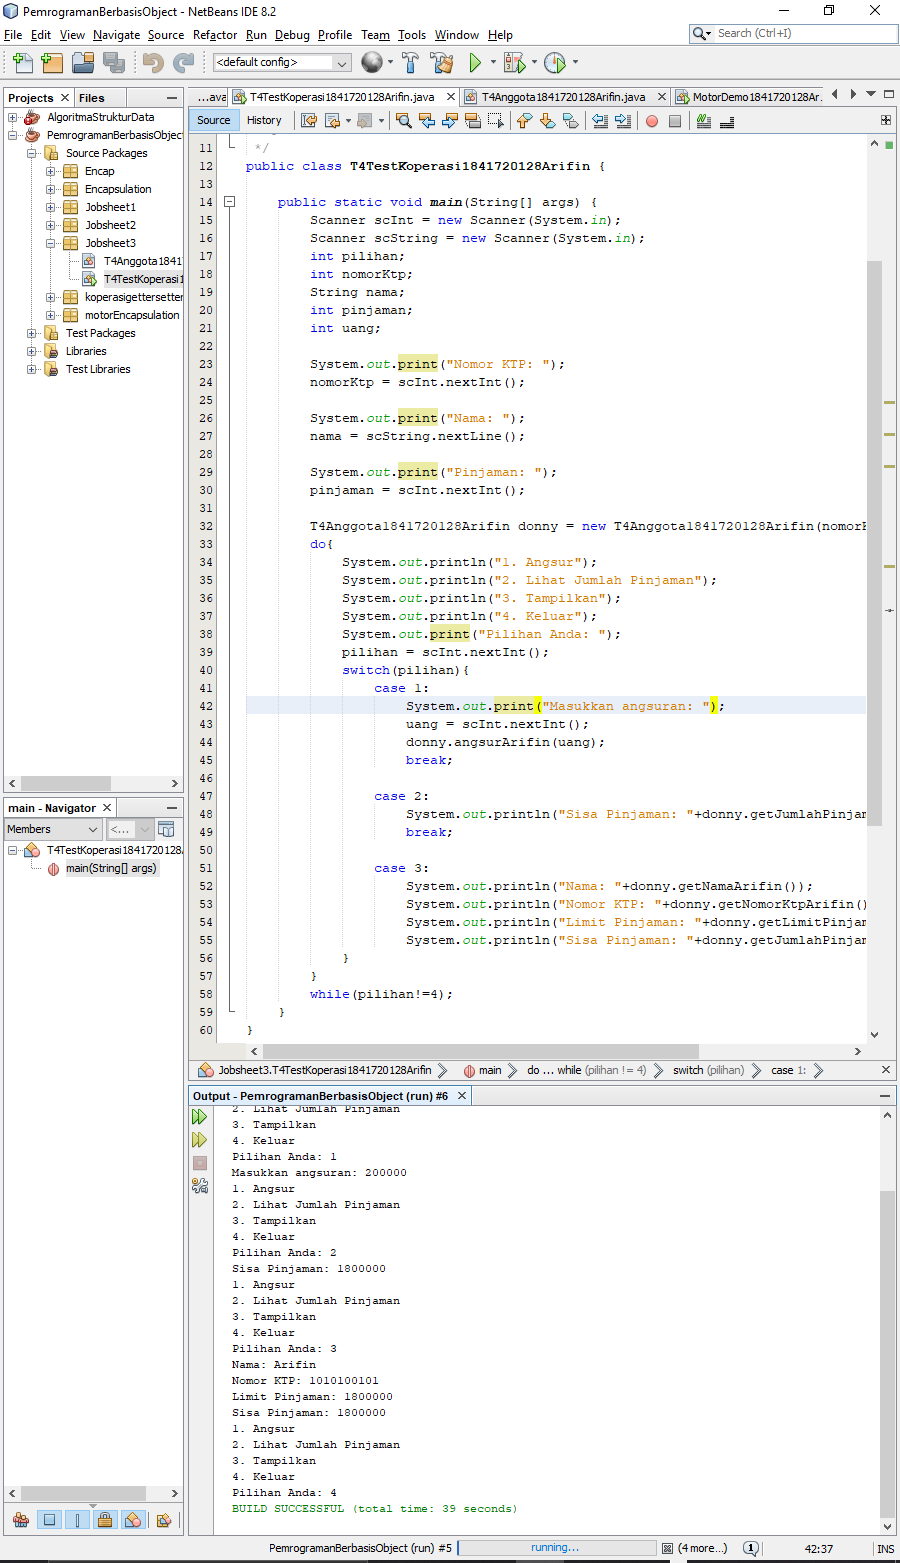 PemrogramanBerbasisObject - NetBeans IDE 8.2
File Edit View Navigate Source Refactor Run Debug Profile Team Tools Window Help
Search (Ctrl+I)
<default config>
Projects Files
...ava T4TestKoperasi1841720128Arifin.java T4Anggota1841720128Arifin.java MotorDemo1841720128Ar
Source History
AlgoritmaStrukturData
PemrogramanBerbasisObject
Source Packages
Encap
Encapsulation
Jobsheet1
Jobsheet2
Jobsheet3
T4Anggota1841
T4TestKoperasi1
koperasigettersetter
motorEncapsulation
Test Packages
Libraries
Test Libraries
11 */
12 public class T4TestKoperasi1841720128Arifin {
13
14 public static void main(String[] args) {
15 Scanner scInt = new Scanner(System.in);
16 Scanner scString = new Scanner(System.in);
17 int pilihan;
18 int nomorKtp;
19 String nama;
20 int pinjaman;
21 int uang;
22
23 System.out.print("Nomor KTP: ");
24 nomorKtp = scInt.nextInt();
25
26 System.out.print("Nama: ");
27 nama = scString.nextLine();
28
29 System.out.print("Pinjaman: ");
30 pinjaman = scInt.nextInt();
31
32 T4Anggota1841720128Arifin donny = new T4Anggota1841720128Arifin(nomorK
33 do{
34 System.out.println("1. Angsur");
35 System.out.println("2. Lihat Jumlah Pinjaman");
36 System.out.println("3. Tampilkan");
37 System.out.println("4. Keluar");
38 System.out.print("Pilihan Anda: ");
39 pilihan = scInt.nextInt();
40 switch(pilihan){
41 case 1:
42 System.out.print("Masukkan angsuran: ");
43 uang = scInt.nextInt();
44 donny.angsurArifin(uang);
45 break;
46
47 case 2:
48 System.out.println("Sisa Pinjaman: "+donny.getJumlahPinjam
49 break;
50
51 case 3:
52 System.out.println("Nama: "+donny.getNamaArifin());
53 System.out.println("Nomor KTP: "+donny.getNomorKtpArifin()
54 System.out.println("Limit Pinjaman: "+donny.getLimitPinjam
55 System.out.println("Sisa Pinjaman: "+donny.getJumlahPinjam
56 }
57 }
58 while(pilihan!=4);
59 }
60 }
main - Navigator
Members <...
T4TestKoperasi1841720128
main(String[] args)
Jobsheet3.T4TestKoperasi1841720128Arifin main do ... while (pilihan != 4) switch (pilihan) case 1:
Output - PemrogramanBerbasisObject (run) #6
2. Lihat Jumlah Pinjaman
3. Tampilkan
4. Keluar
Pilihan Anda: 1
Masukkan angsuran: 200000
1. Angsur
2. Lihat Jumlah Pinjaman
3. Tampilkan
4. Keluar
Pilihan Anda: 2
Sisa Pinjaman: 1800000
1. Angsur
2. Lihat Jumlah Pinjaman
3. Tampilkan
4. Keluar
Pilihan Anda: 3
Nama: Arifin
Nomor KTP: 1010100101
Limit Pinjaman: 1800000
Sisa Pinjaman: 1800000
1. Angsur
2. Lihat Jumlah Pinjaman
3. Tampilkan
4. Keluar
Pilihan Anda: 4
BUILD SUCCESSFUL (total time: 39 seconds)
PemrogramanBerbasisObject (run) #5 running... (4 more...) 1 42:37 INS